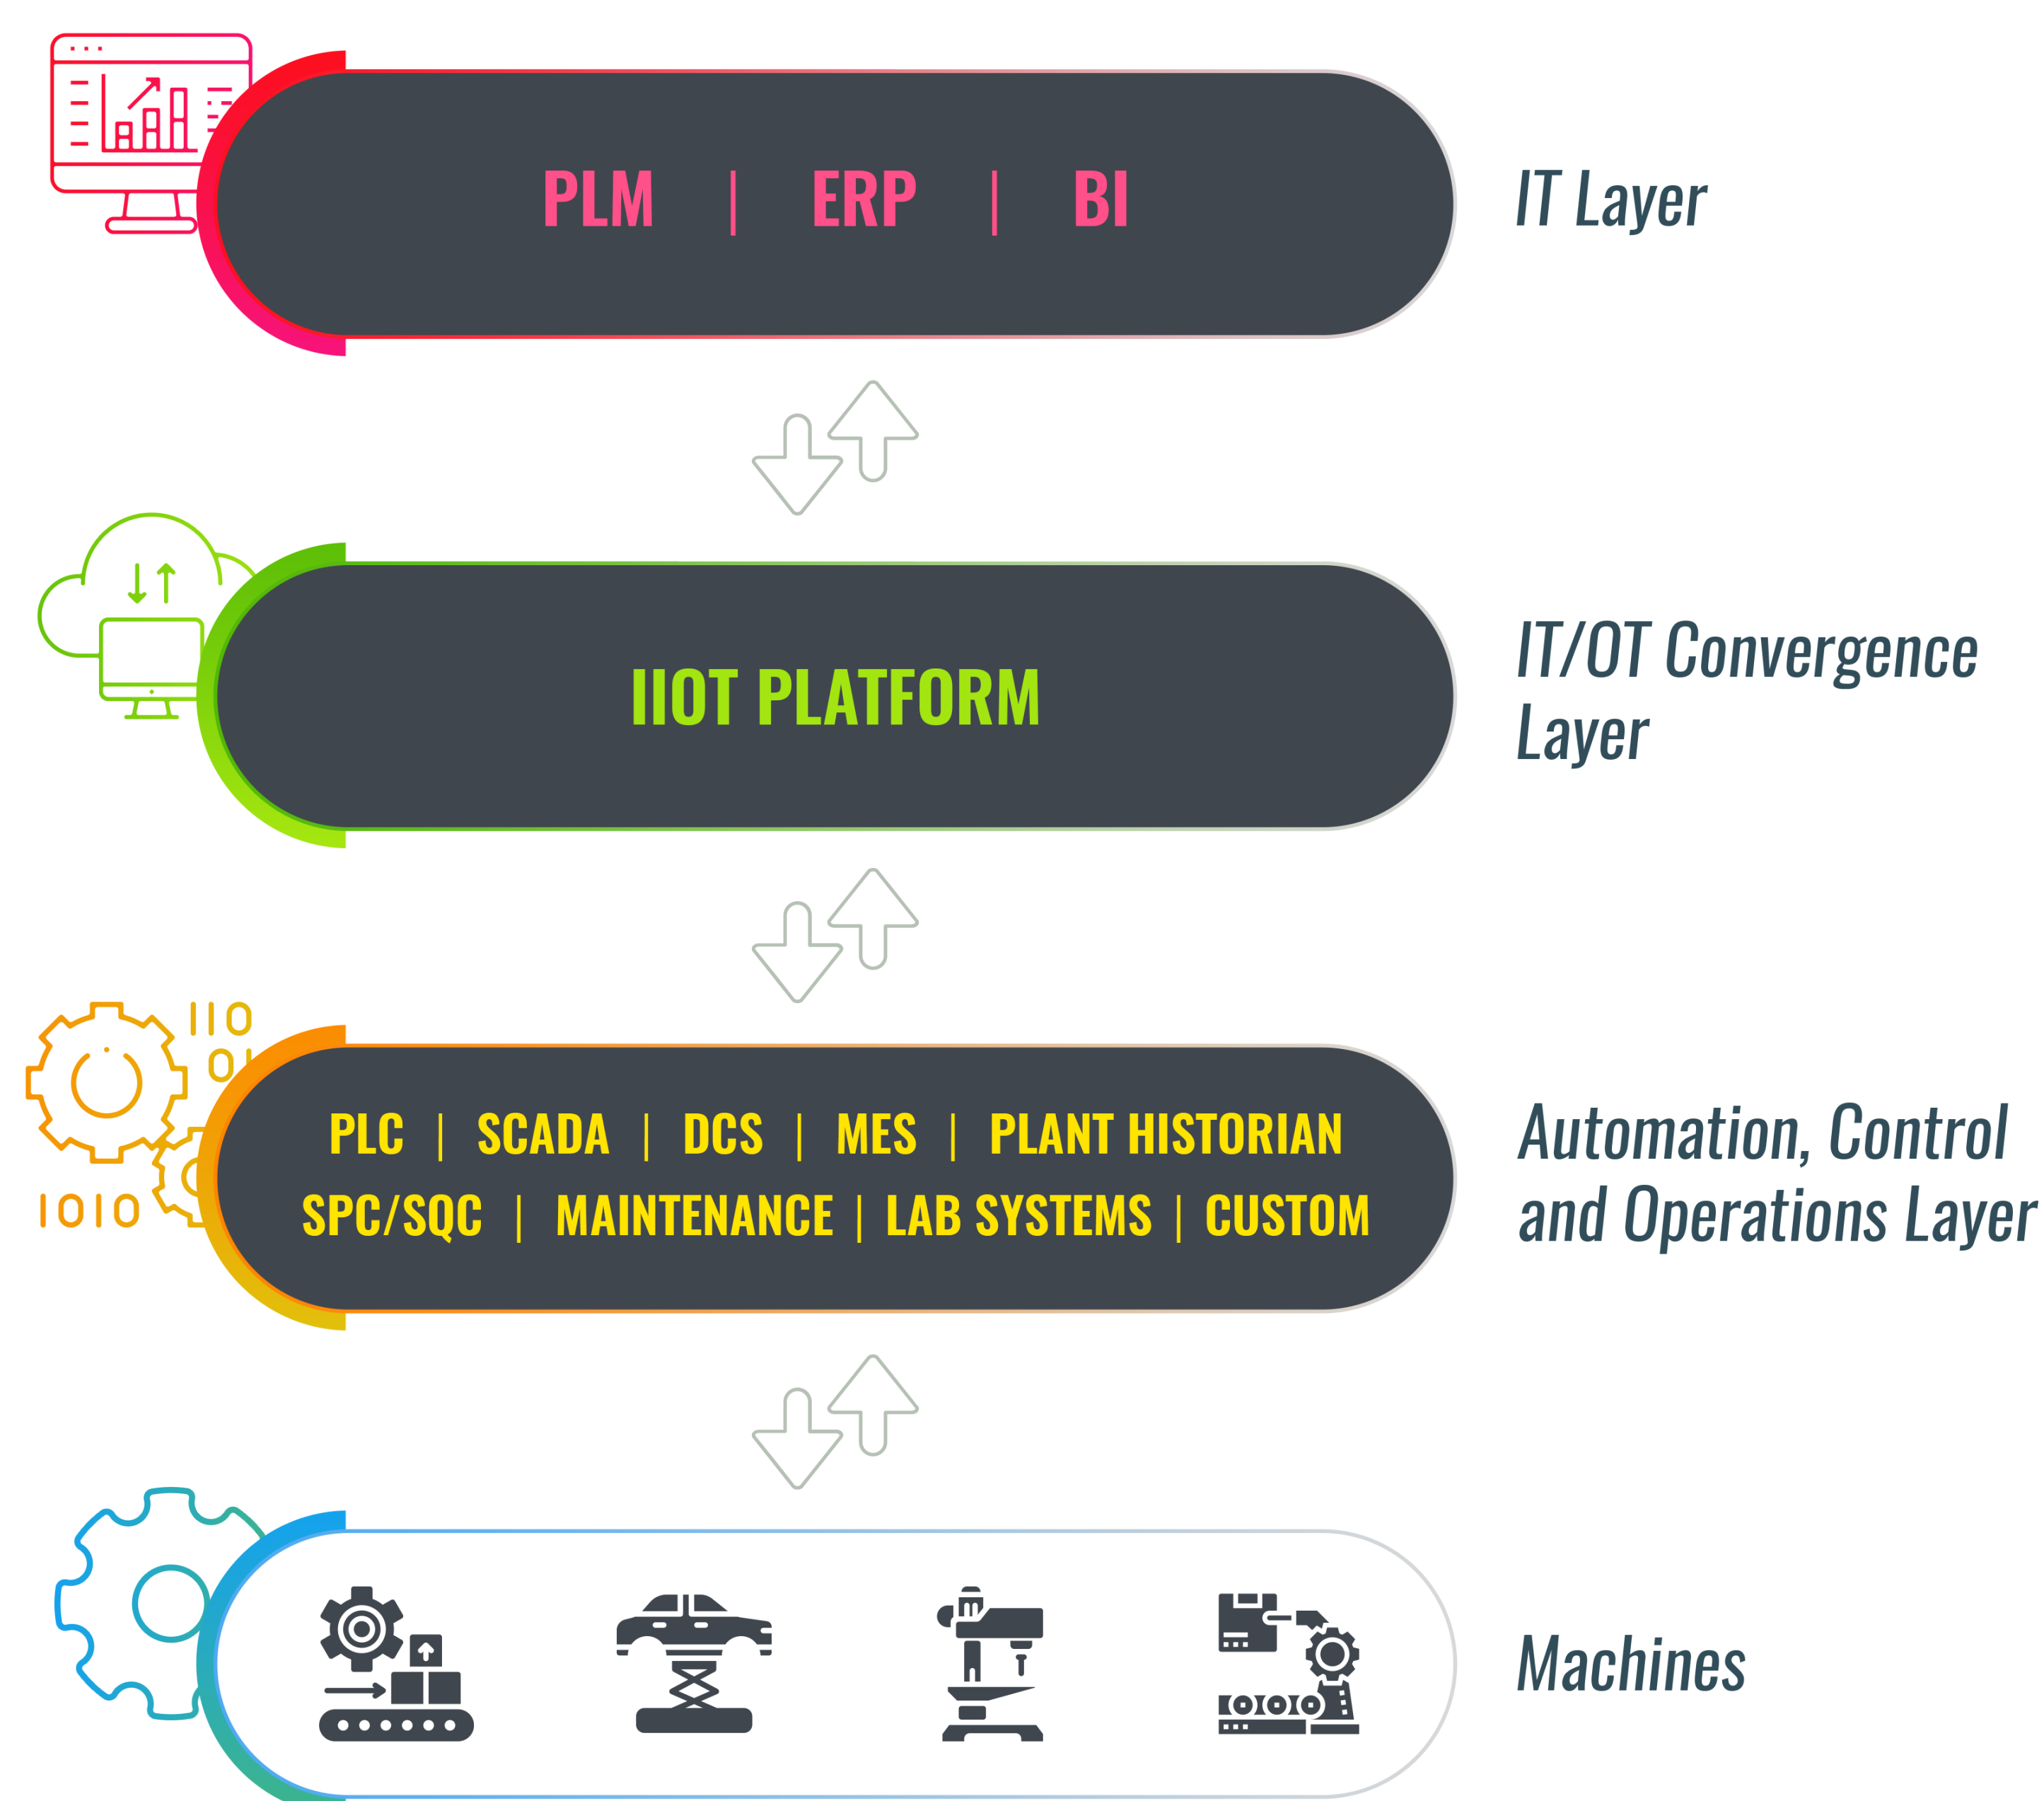 PLM | ERP | BI
IT Layer
IIOT PLATFORM
IT/OT Convergence
Layer
110
0
PLC | SCADA | DCS | MES | PLANT HISTORIAN
SPC/SQC | MAINTENANCE | LAB SYSTEMS | CUSTOM
1010
Automation, Control
and Operations Layer
Machines